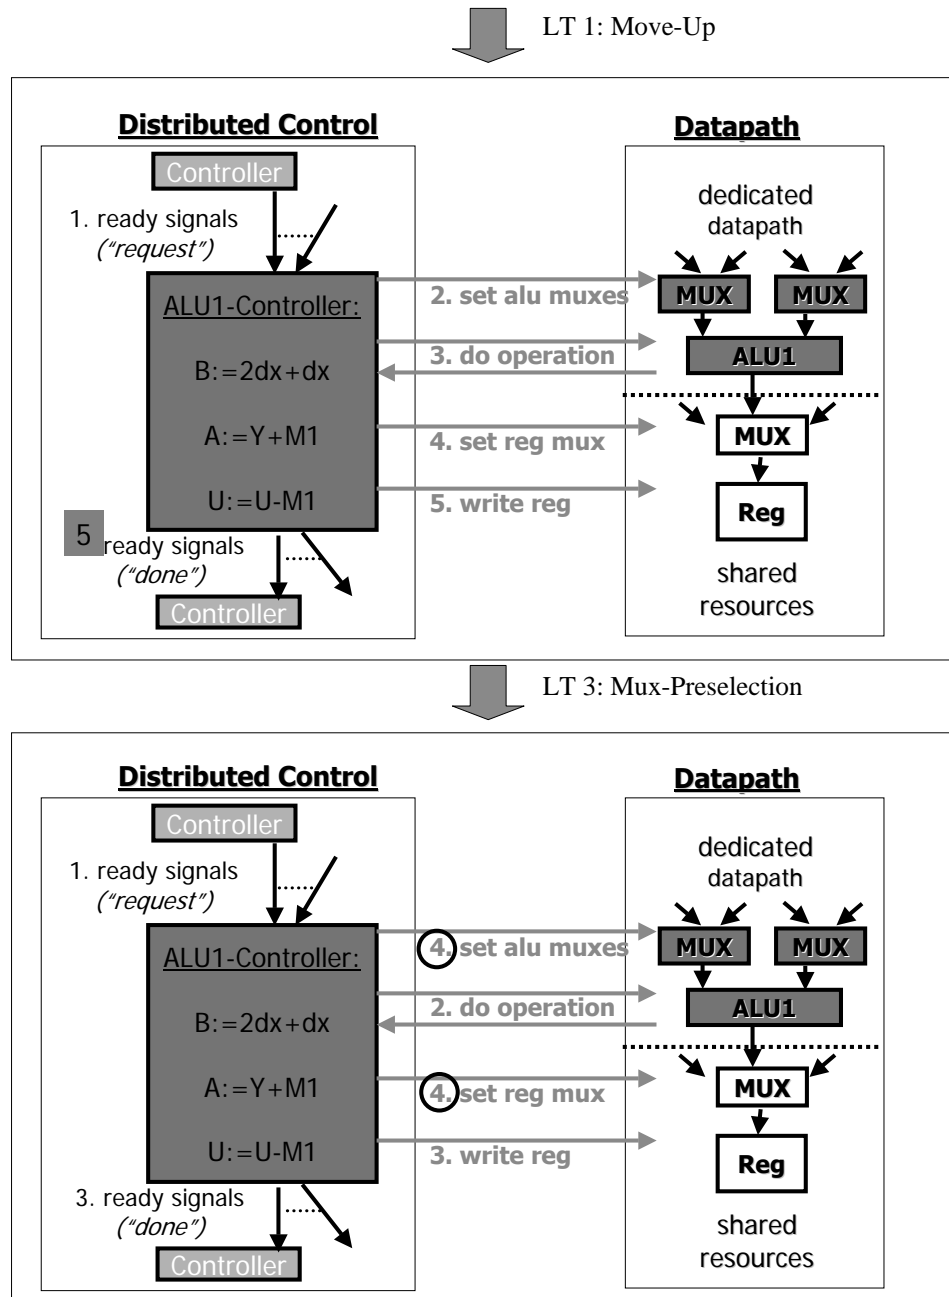 LT 1: Move-Up
Distributed Control
Datapath
Controller
1. ready signals
("request")
dedicated
datapath
2. set alu muxes
MUX
MUX
ALU1-Controller:
3. do operation
ALU1
B:=2dx+dx
A:=Y+M1
4. set reg mux
MUX
U:=U-M1
5. write reg
Reg
5
ready signals
("done")
shared
resources
Controller
LT 3: Mux-Preselection
Distributed Control
Datapath
Controller
1. ready signals
("request")
dedicated
datapath
4. set alu muxes
MUX
MUX
ALU1-Controller:
2. do operation
ALU1
B:=2dx+dx
A:=Y+M1
4. set reg mux
MUX
U:=U-M1
3. write reg
Reg
3. ready signals
("done")
shared
resources
Controller